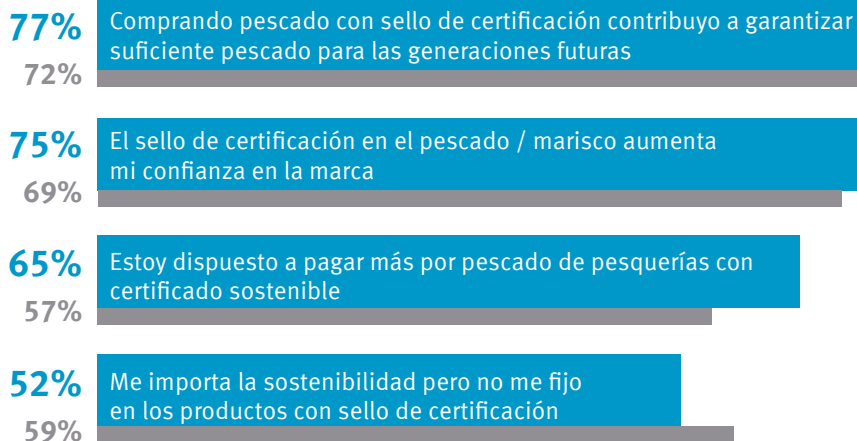 77%
Comprando pescado con sello de certificación contribuyo a garantizar
suficiente pescado para las generaciones futuras
72%
75%
El sello de certificación en el pescado / marisco aumenta
mi confianza en la marca
69%
65%
Estoy dispuesto a pagar más por pescado de pesquerías con
certificado sostenible
57%
52%
Me importa la sostenibilidad pero no me fijo
en los productos con sello de certificación
59%